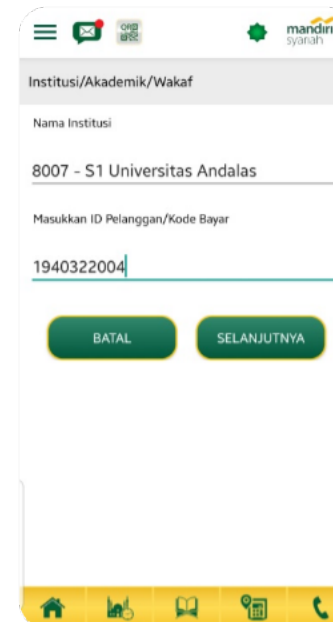 mandiri
syariah
Institusi/Akademik/Wakaf
Nama Institusi
8007 - S1 Universitas Andalas
Masukkan ID Pelanggan/Kode Bayar
1940322004
BATAL
SELANJUTNYA